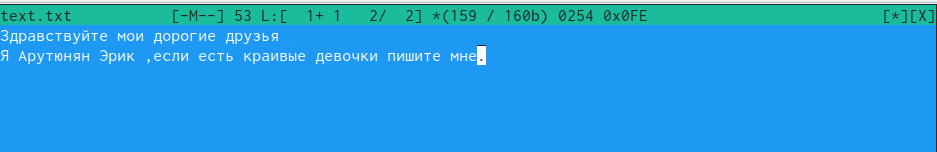 text.txt [-M--] 53 L:[ 1+ 1 2/ 2] *(159 / 160b) 0254 0x0FE [*][X]
Здравствуйте мои дорогие друзья..
Я Арутюнян Эрик ,если есть краивые девочки пишите мне.